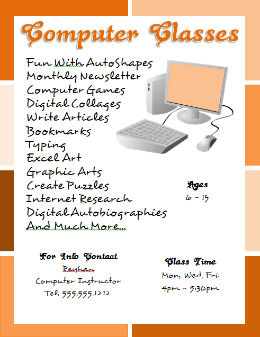 Computer Classes
Fun With AutoShapes
Monthly Newsletter
Computer Games
Digital Collages
Write Articles
Bookmarks
Typing
Excel Art
Graphic Arts
Create Puzzles
Internet Research
Digital Autobiographies
And Much More...
Ages
6 - 15
For Info Contact
Computer Instructor
Tel. 555.555.1212
Class Time
Mon, Wed, Fri.
4pm - 5:30pm